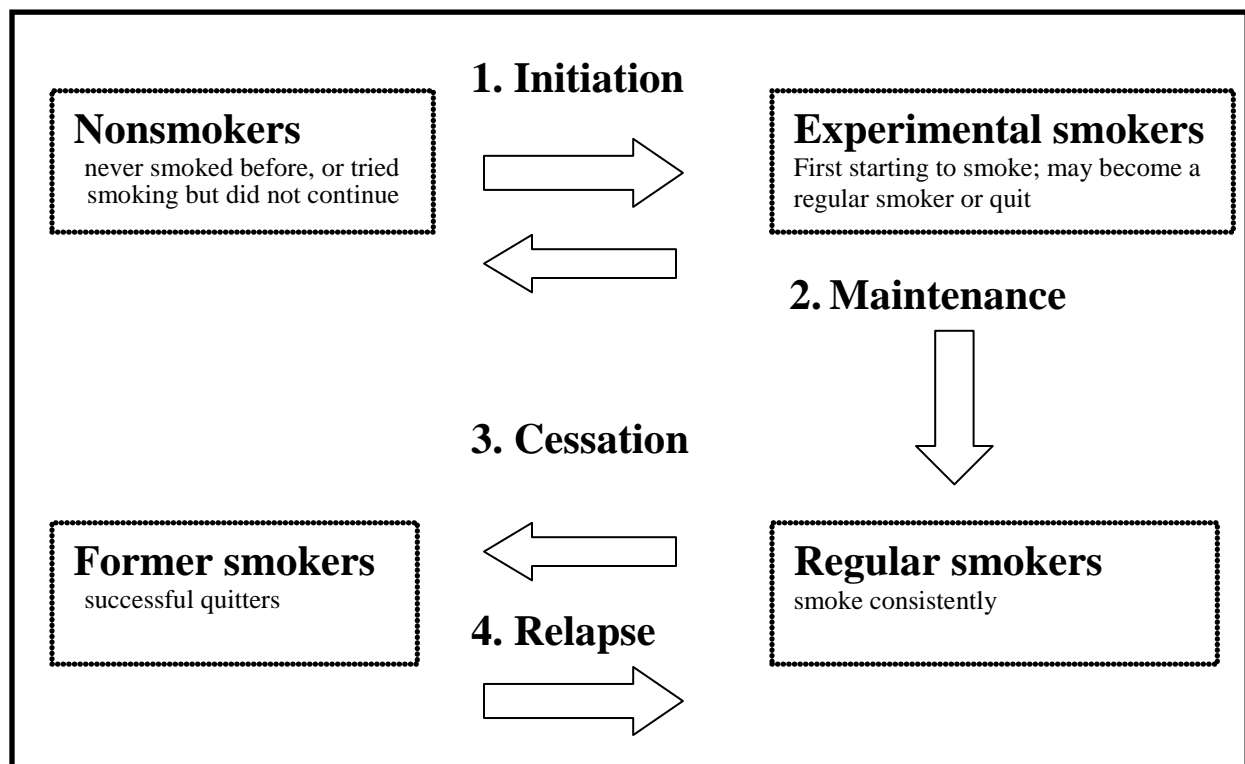 1. Initiation
Nonsmokers
never smoked before, or tried
smoking but did not continue
Experimental smokers
First starting to smoke; may become a
regular smoker or quit
2. Maintenance
3. Cessation
Former smokers
successful quitters
Regular smokers
smoke consistently
4. Relapse